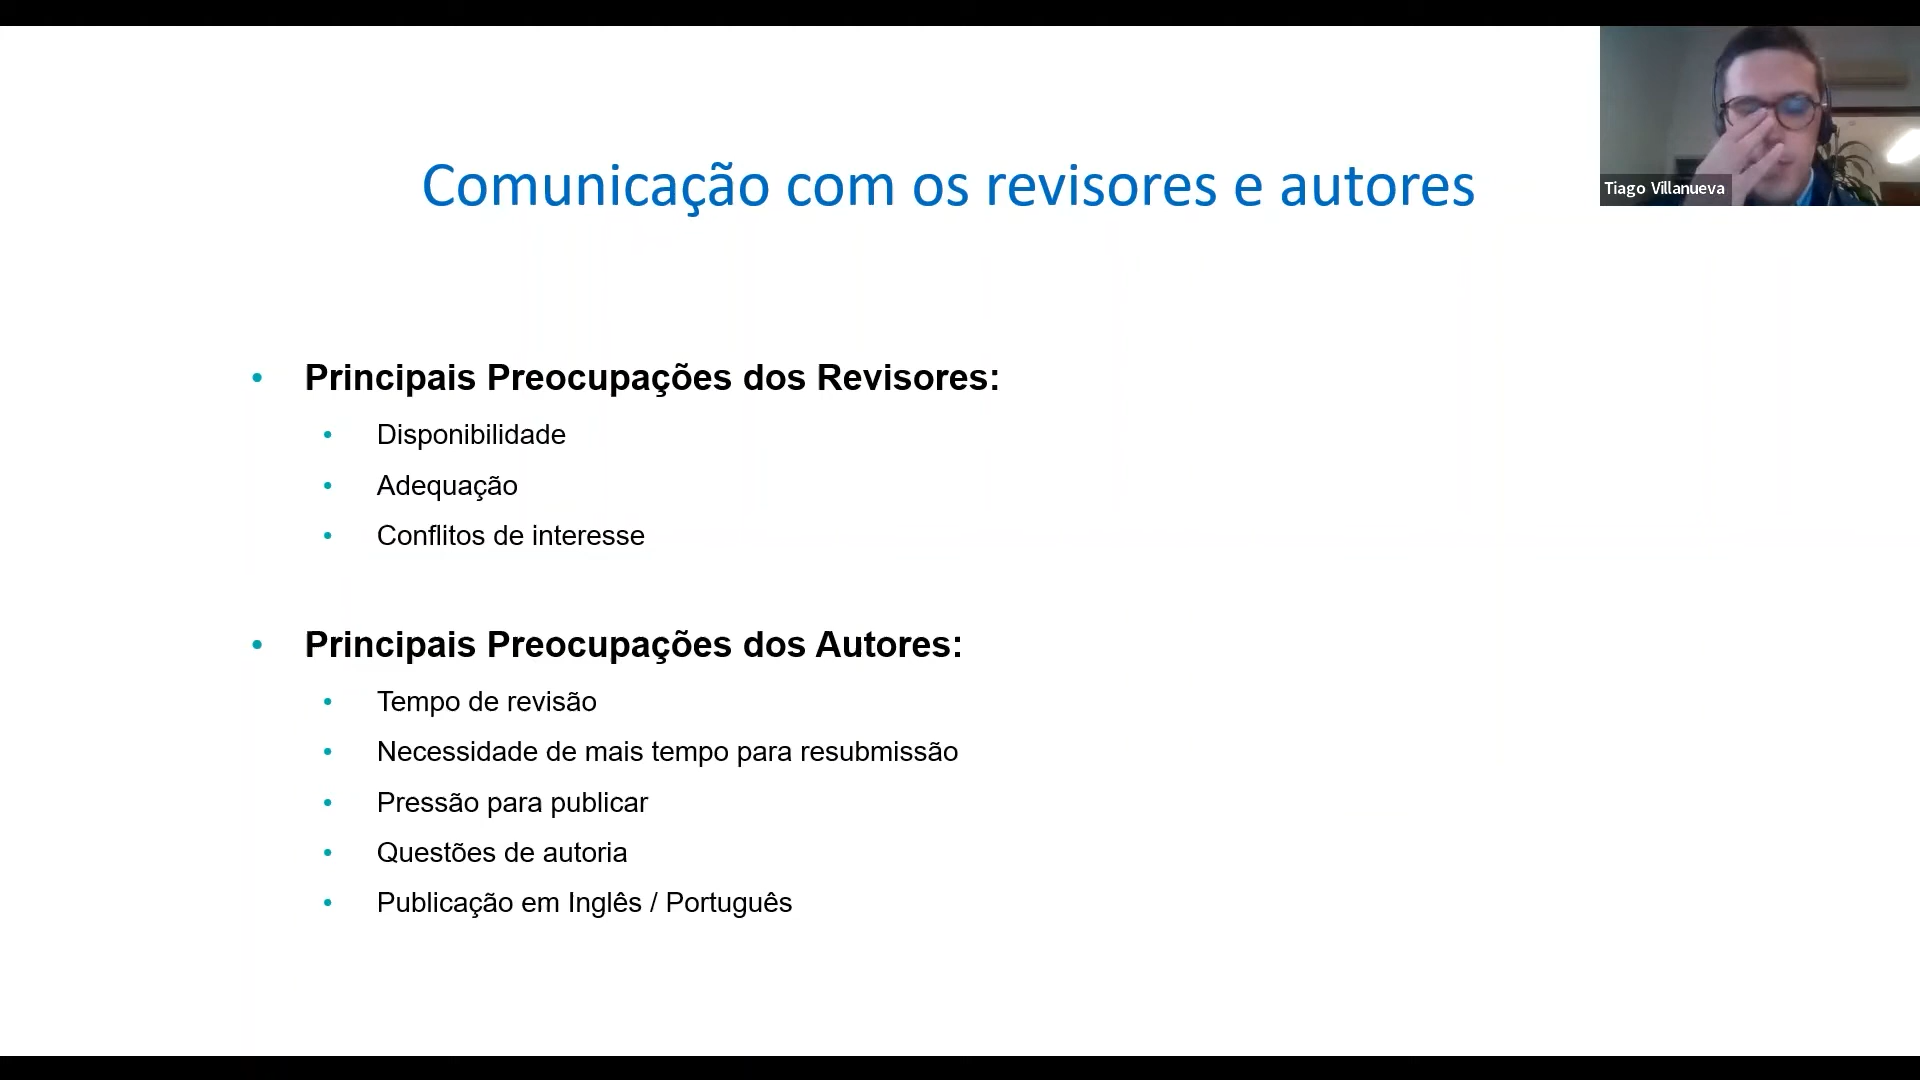 Comunicação com os revisores e autores
Tiago Villanueva
• Principais Preocupações dos Revisores:
• Disponibilidade
• Adequação
• Conflitos de interesse
• Principais Preocupações dos Autores:
• Tempo de revisão
• Necessidade de mais tempo para resubmissão
• Pressão para publicar
• Questões de autoria
• Publicação em Inglês / Português